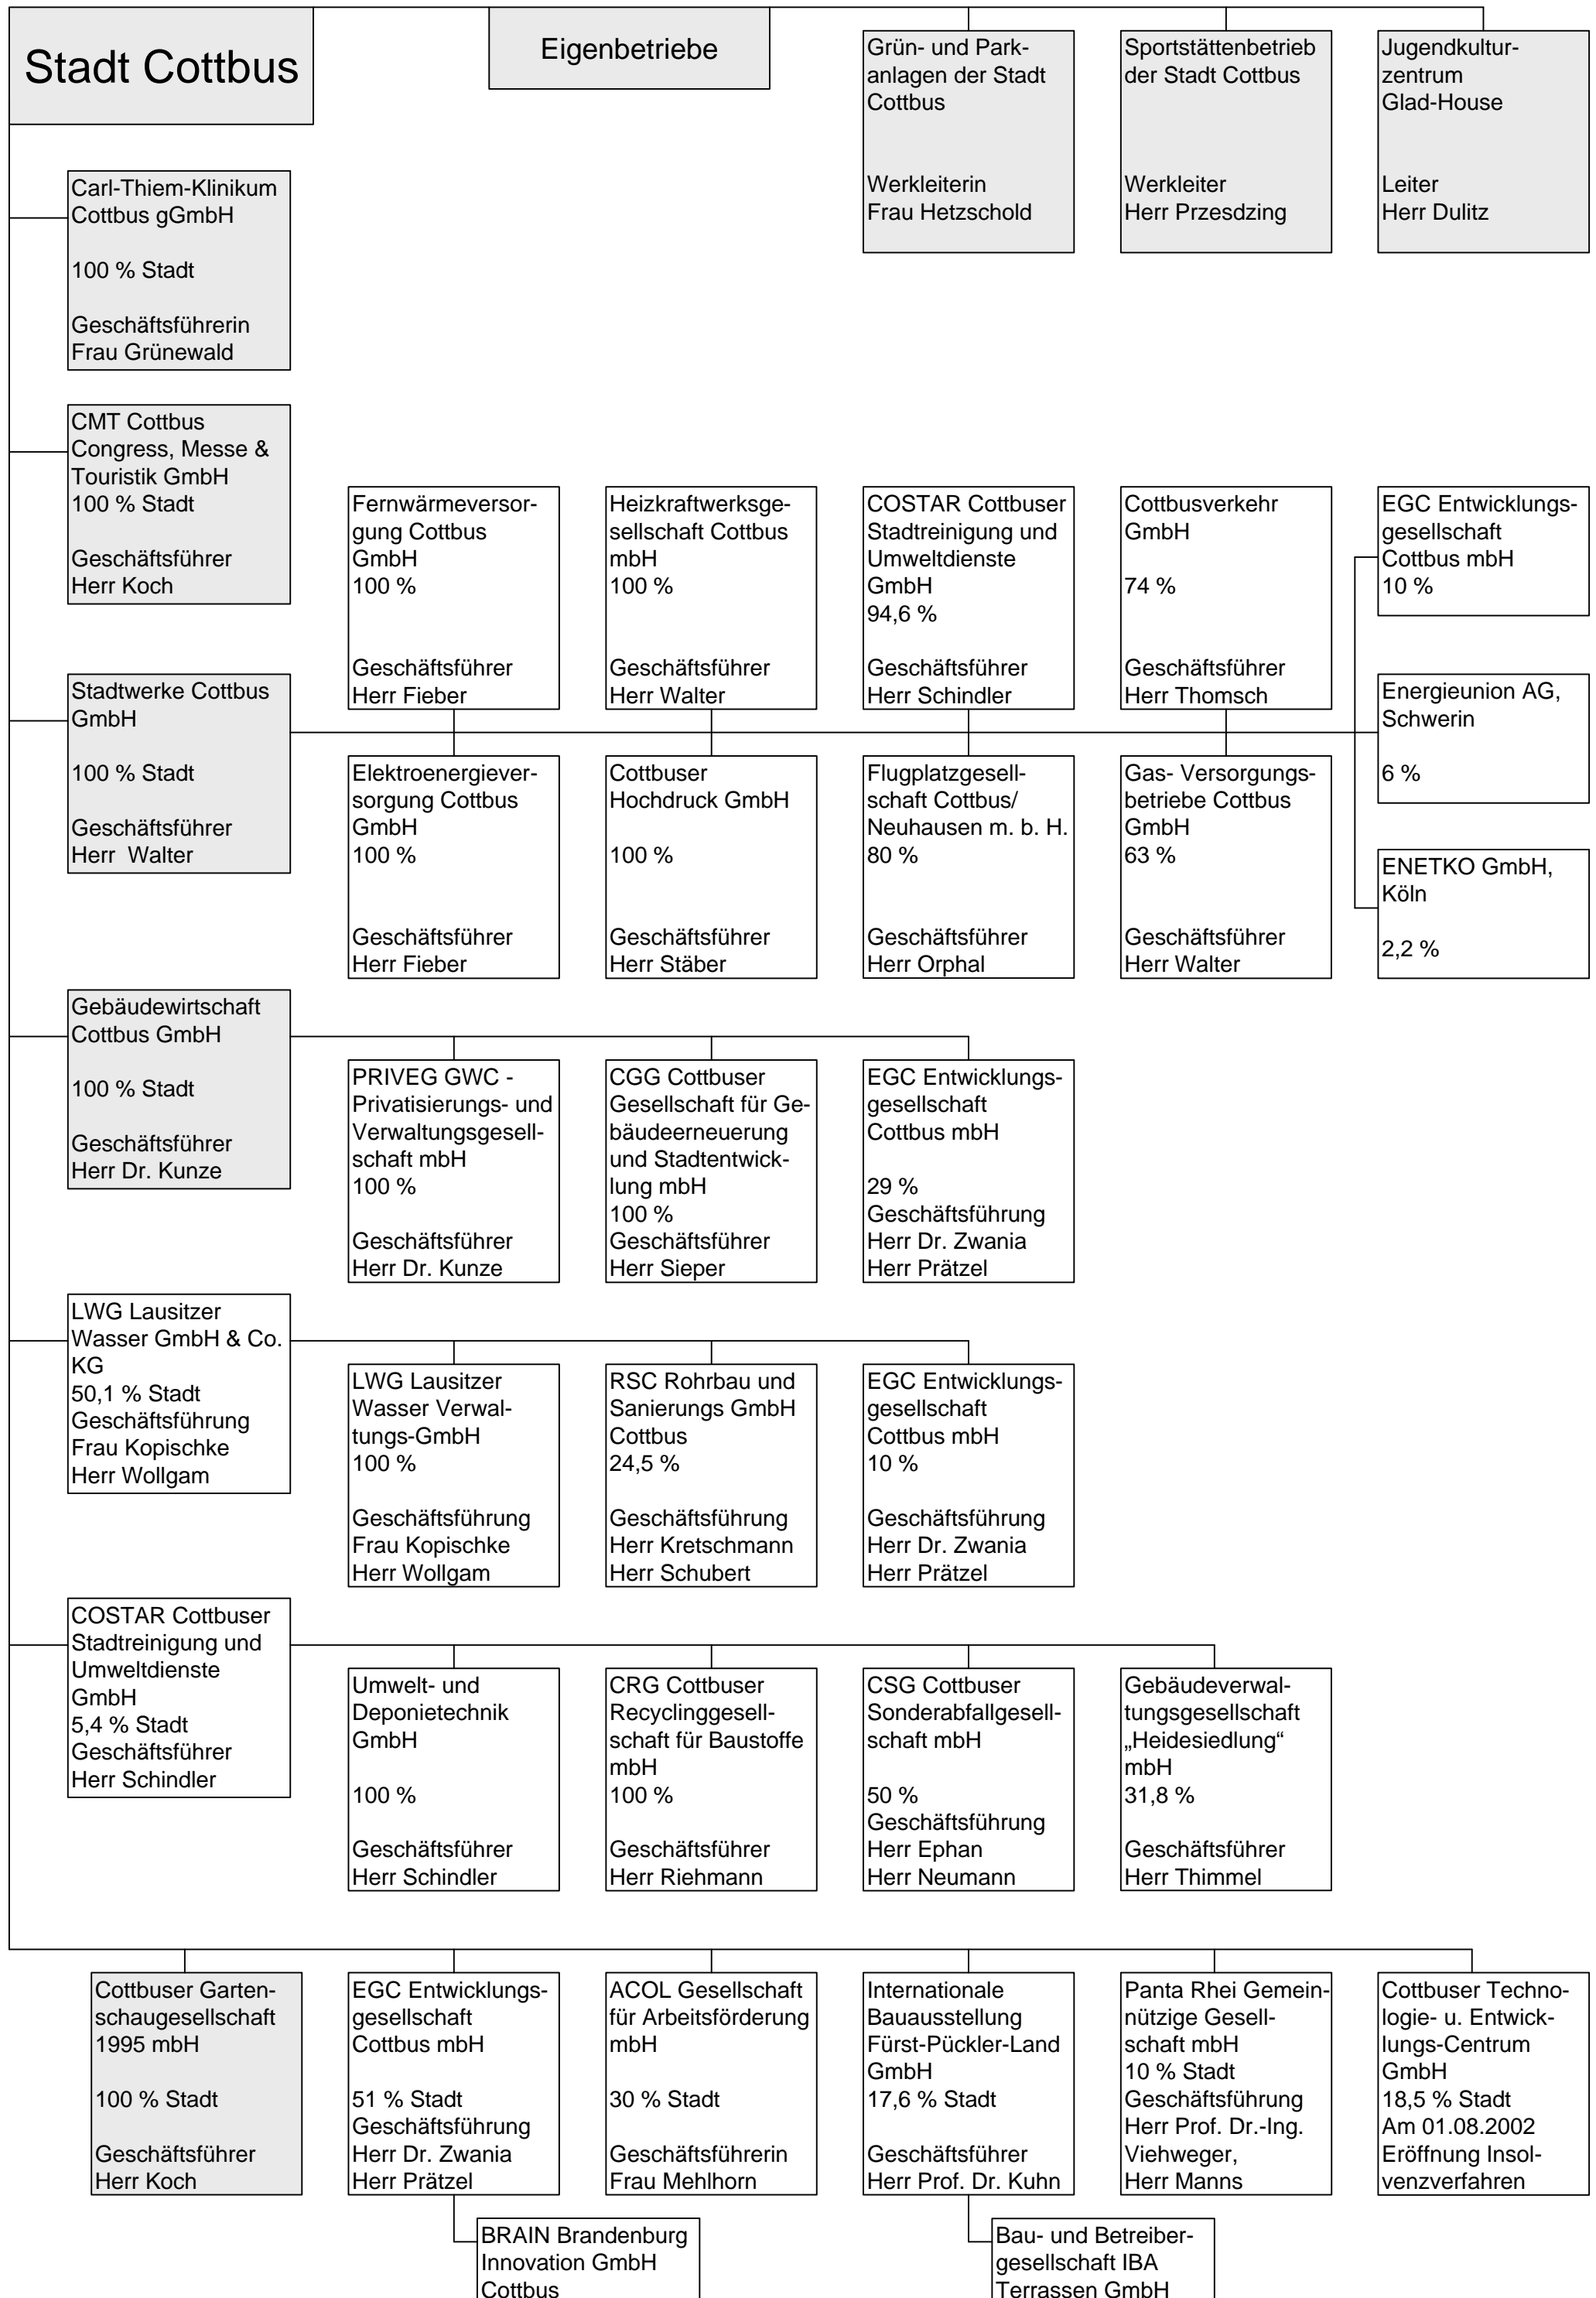 Stadt Cottbus
Eigenbetriebe
Grün- und Park-
anlagen der Stadt
Cottbus
Werkleiterin
Frau Hetzschold
Sportstättenbetrieb
der Stadt Cottbus
Werkleiter
Herr Przesdzing
Jugendkultur-
zentrum
Glad-House
Leiter
Herr Dulitz
Carl-Thiem-Klinikum
Cottbus gGmbH
100 % Stadt
Geschäftsführerin
Frau Grünewald
CMT Cottbus
Congress, Messe &
Touristik GmbH
100 % Stadt
Geschäftsführer
Herr Koch
Fernwärmeversor-
gung Cottbus
GmbH
100 %
Geschäftsführer
Herr Fieber
Heizkraftwerksge-
sellschaft Cottbus
mbH
100 %
Geschäftsführer
Herr Walter
COSTAR Cottbuser
Stadtreinigung und
Umweltdienste
GmbH
94,6 %
Geschäftsführer
Herr Schindler
Cottbusverkehr
GmbH
74 %
Geschäftsführer
Herr Thomsch
EGC Entwicklungs-
gesellschaft
Cottbus mbH
10 %
Stadtwerke Cottbus
GmbH
100 % Stadt
Geschäftsführer
Herr Walter
Energieunion AG,
Schwerin
6 %
Elektroenergiever-
sorgung Cottbus
GmbH
100 %
Geschäftsführer
Herr Fieber
Cottbuser
Hochdruck GmbH
100 %
Geschäftsführer
Herr Stäber
Flugplatzgesell-
schaft Cottbus/
Neuhausen m. b. H.
80 %
Geschäftsführer
Herr Orphal
Gas- Versorgungs-
betriebe Cottbus
GmbH
63 %
Geschäftsführer
Herr Walter
ENETKO GmbH,
Köln
2,2 %
Gebäudewirtschaft
Cottbus GmbH
100 % Stadt
Geschäftsführer
Herr Dr. Kunze
PRIVEG GWC -
Privatisierungs- und
Verwaltungsgesell-
schaft mbH
100 %
Geschäftsführer
Herr Dr. Kunze
CGG Cottbuser
Gesellschaft für Ge-
bäudeerneuerung
und Stadtentwick-
lung mbH
100 %
Geschäftsführer
Herr Sieper
EGC Entwicklungs-
gesellschaft
Cottbus mbH
29 %
Geschäftsführung
Herr Dr. Zwania
Herr Prätzel
LWG Lausitzer
Wasser GmbH & Co.
KG
50,1 % Stadt
Geschäftsführung
Frau Kopischke
Herr Wollgam
LWG Lausitzer
Wasser Verwal-
tungs-GmbH
100 %
Geschäftsführung
Frau Kopischke
Herr Wollgam
RSC Rohrbau und
Sanierungs GmbH
Cottbus
24,5 %
Geschäftsführung
Herr Kretschmann
Herr Schubert
EGC Entwicklungs-
gesellschaft
Cottbus mbH
10 %
Geschäftsführung
Herr Dr. Zwania
Herr Prätzel
COSTAR Cottbuser
Stadtreinigung und
Umweltdienste
GmbH
5,4 % Stadt
Geschäftsführer
Herr Schindler
Umwelt- und
Deponietechnik
GmbH
100 %
Geschäftsführer
Herr Schindler
CRG Cottbuser
Recyclinggesell-
schaft für Baustoffe
mbH
100 %
Geschäftsführer
Herr Riehmann
CSG Cottbuser
Sonderabfallgesell-
schaft mbH
50 %
Geschäftsführung
Herr Ephan
Herr Neumann
Gebäudeverwal-
tungsgesellschaft
„Heidesiedlung“
mbH
31,8 %
Geschäftsführer
Herr Thimmel
Cottbuser Garten-
schaugesellschaft
1995 mbH
100 % Stadt
Geschäftsführer
Herr Koch
EGC Entwicklungs-
gesellschaft
Cottbus mbH
51 % Stadt
Geschäftsführung
Herr Dr. Zwania
Herr Prätzel
ACOL Gesellschaft
für Arbeitsförderung
mbH
30 % Stadt
Geschäftsführerin
Frau Mehlhorn
Internationale
Bauausstellung
Fürst-Pückler-Land
GmbH
17,6 % Stadt
Geschäftsführer
Herr Prof. Dr. Kuhn
Panta Rhei Gemein-
nützige Gesell-
schaft mbH
10 % Stadt
Geschäftsführung
Herr Prof. Dr.-Ing.
Viehweger,
Herr Manns
Cottbuser Techno-
logie- u. Entwick-
lungs-Centrum
GmbH
18,5 % Stadt
Am 01.08.2002
Eröffnung Insol-
venzverfahren
BRAIN Brandenburg
Innovation GmbH
Cottbus
Bau- und Betreiber-
gesellschaft IBA
Terrassen GmbH